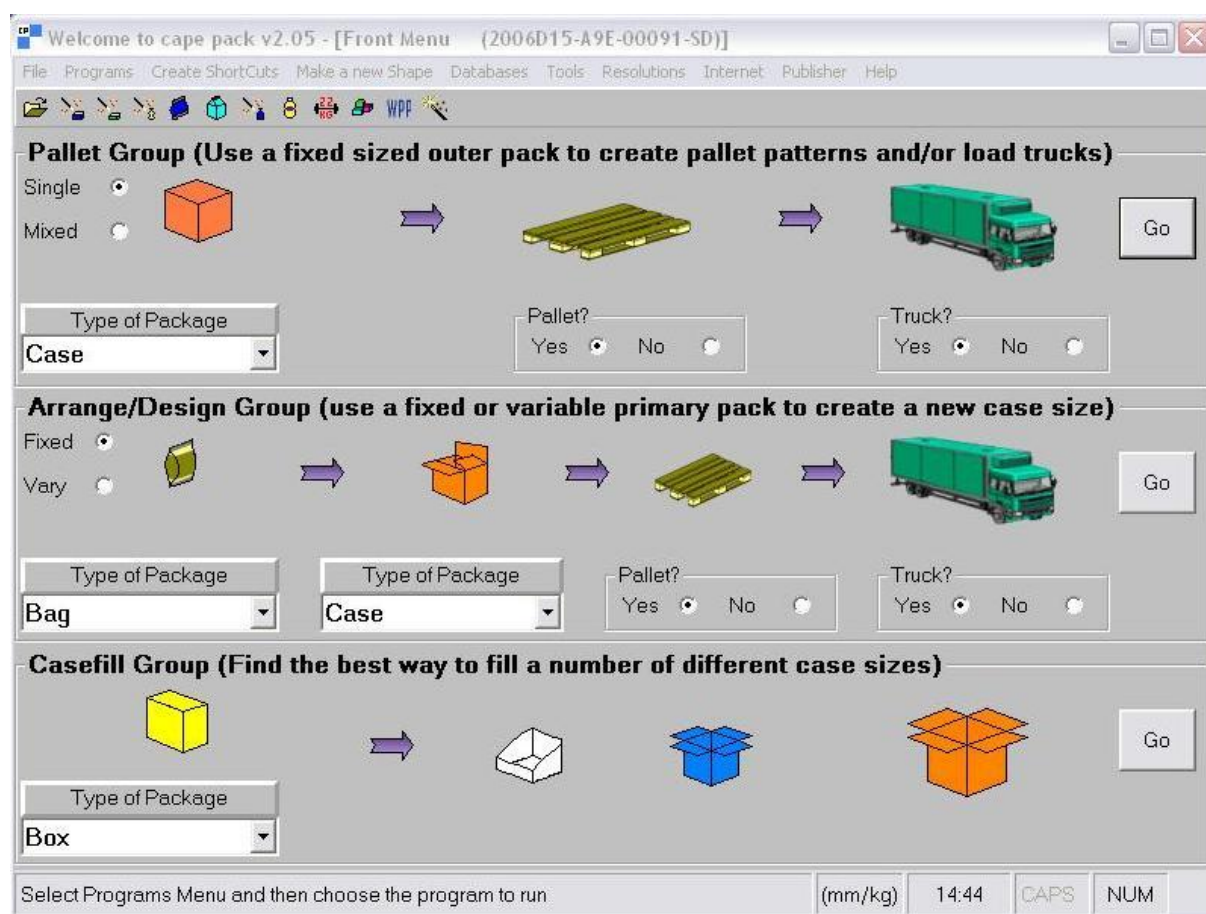 CP
Welcome to cape pack v2.05 - [Front Menu (2006D15-A9E-00091-SD)]
File Programs Create ShortCuts Make a new Shape Databases Tools Resolutions Internet Publisher Help
22 KG WPP
Pallet Group (Use a fixed sized outer pack to create pallet patterns and/or load trucks)
Single
Mixed
Go
Type of Package
Case
Pallet?
Yes No
Truck?
Yes No
Arrange/Design Group (use a fixed or variable primary pack to create a new case size)
Fixed
Vary
Go
Type of Package
Bag
Type of Package
Case
Pallet?
Yes No
Truck?
Yes No
Casefill Group (Find the best way to fill a number of different case sizes)
Go
Type of Package
Box
Select Programs Menu and then choose the program to run (mm/kg) 14:44 CAPS NUM